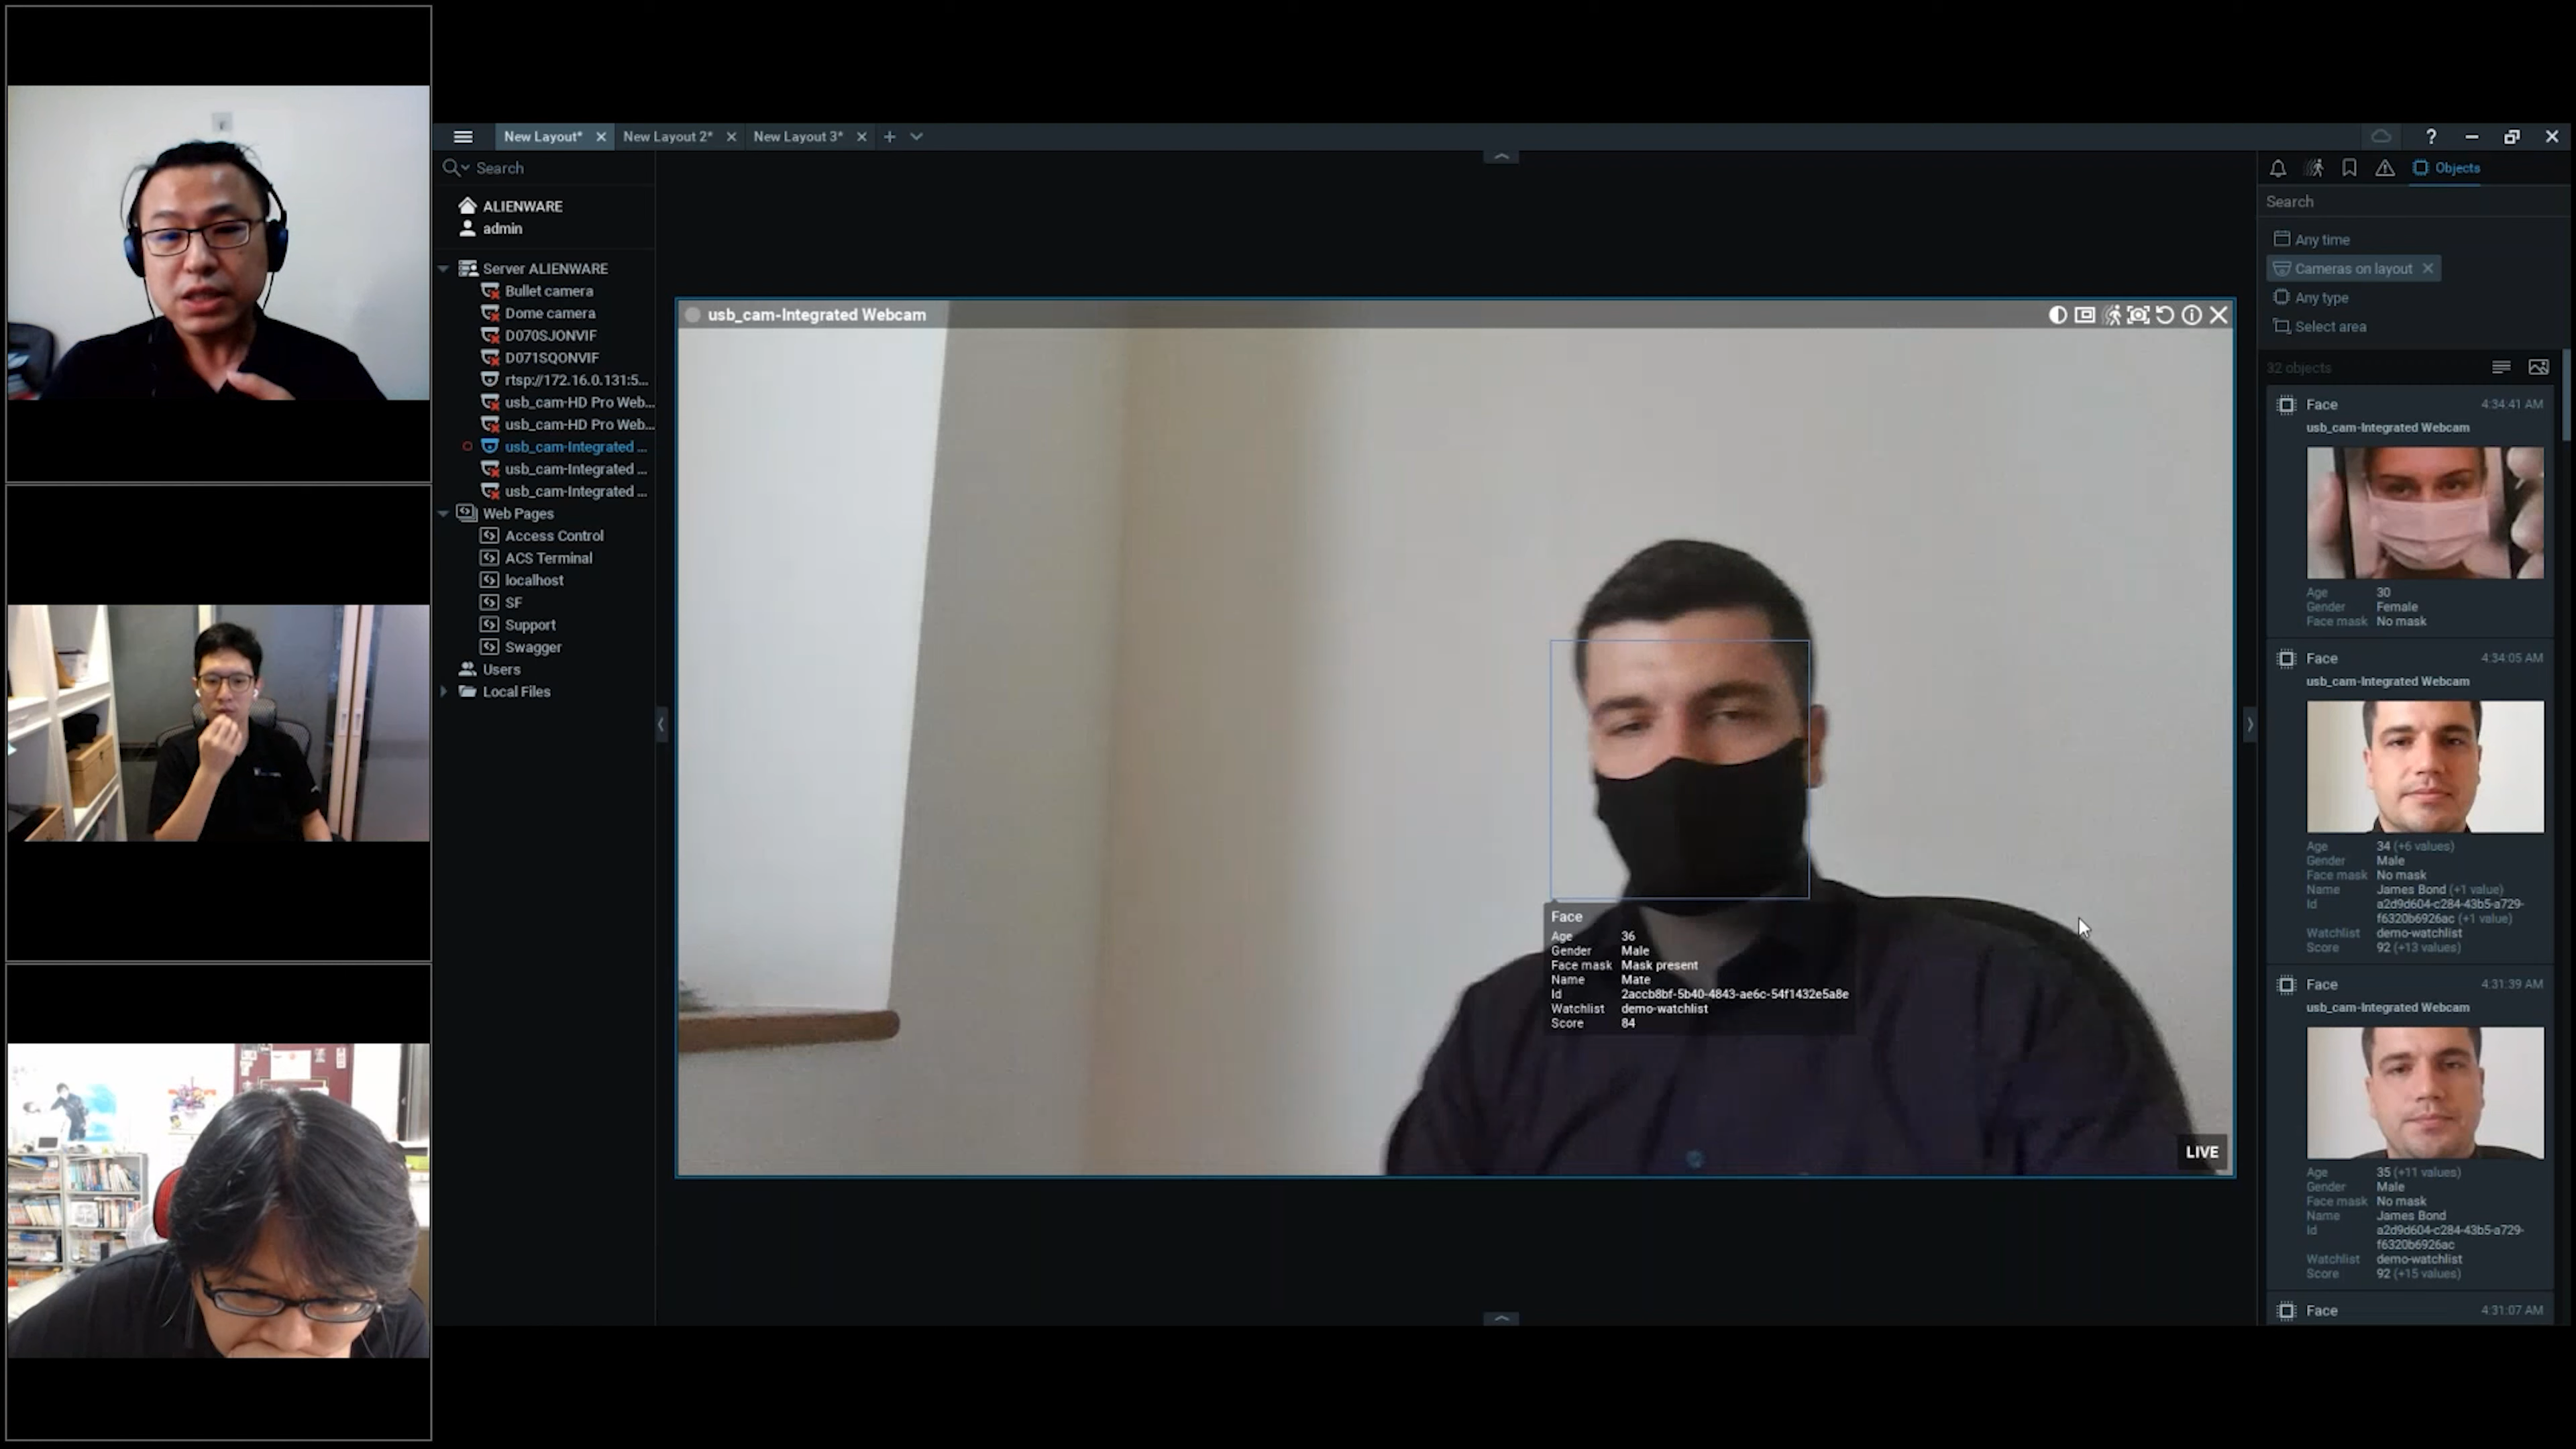 New Layout*
New Layout 2*
New Layout 3*
Search
ALIENWARE
admin
Server ALIENWARE
Bullet camera
Dome camera
D070SJONVIF
D071SQONVIF
rtsp://172.16.0.131:5...
usb_cam-HD Pro Web...
usb_cam-HD Pro Web...
usb_cam-Integrated ...
usb_cam-Integrated ...
usb_cam-Integrated ...
Web Pages
Access Control
ACS Terminal
localhost
SF
Support
Swagger
Users
Local Files
usb_cam-Integrated Webcam
Face
Age 36
Gender Male
Face mask Mask present
Name Mate
Id 2accb8bf-5b40-4843-ae6c-54f1432e5a8e
Watchlist demo-watchlist
Score 84
LIVE
Objects
Search
Any time
Cameras on layout
Any type
Select area
32 objects
Face 4:34:41 AM
usb_cam-Integrated Webcam
Age 30
Gender Female
Face mask No mask
Face 4:34:05 AM
usb_cam-Integrated Webcam
Age 34 (+6 values)
Gender Male
Face mask No mask
Name James Bond (+1 value)
Id a2d9d604-c284-43b5-a729-
f6320b6926ac (+1 value)
Watchlist demo-watchlist
Score 92 (+13 values)
Face 4:31:39 AM
usb_cam-Integrated Webcam
Age 35 (+11 values)
Gender Male
Face mask No mask
Name James Bond
Id a2d9d604-c284-43b5-a729-
f6320b6926ac
Watchlist demo-watchlist
Score 92 (+15 values)
Face 4:31:07 AM